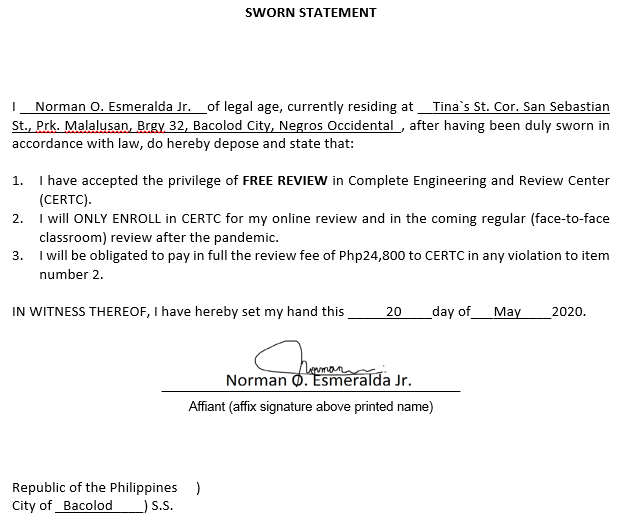 SWORN STATEMENT
I __Norman O. Esmeralda Jr.__of legal age, currently residing at __Tina`s St. Cor. San Sebastian
St., Prk. Malalusan, Brgy 32, Bacolod City, Negros Occidental_, after having been duly sworn in
accordance with law, do hereby depose and state that:
1. I have accepted the privilege of FREE REVIEW in Complete Engineering and Review Center
(CERTC).
2. I will ONLY ENROLL in CERTC for my online review and in the coming regular (face-to-face
classroom) review after the pandemic.
3. I will be obligated to pay in full the review fee of Php24,800 to CERTC in any violation to item
number 2.
IN WITNESS THEREOF, I have hereby set my hand this _____20____day of___May____2020.
Norman
Norman O. Esmeralda Jr.
Affiant (affix signature above printed name)
Republic of the Philippines )
City of _Bacolod____) S.S.